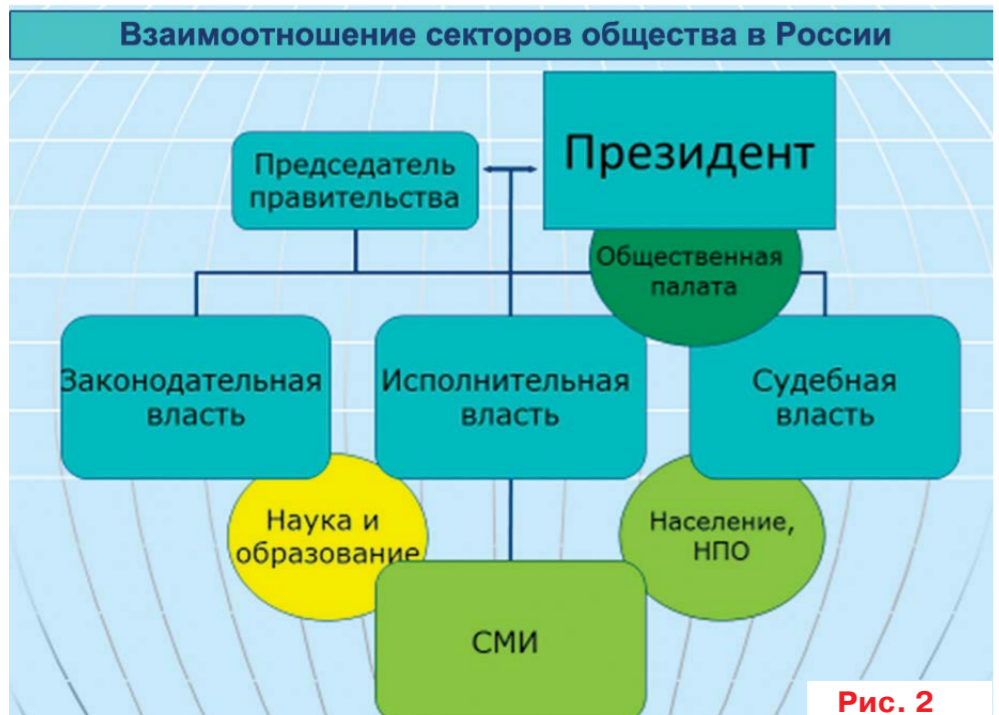 Взаимоотношение секторов общества в России
Председатель
правительства
Президент
Общественная
палата
Законодательная
власть
Исполнительная
власть
Судебная
власть
Наука и
образование
Население,
НПО
СМИ
Рис. 2